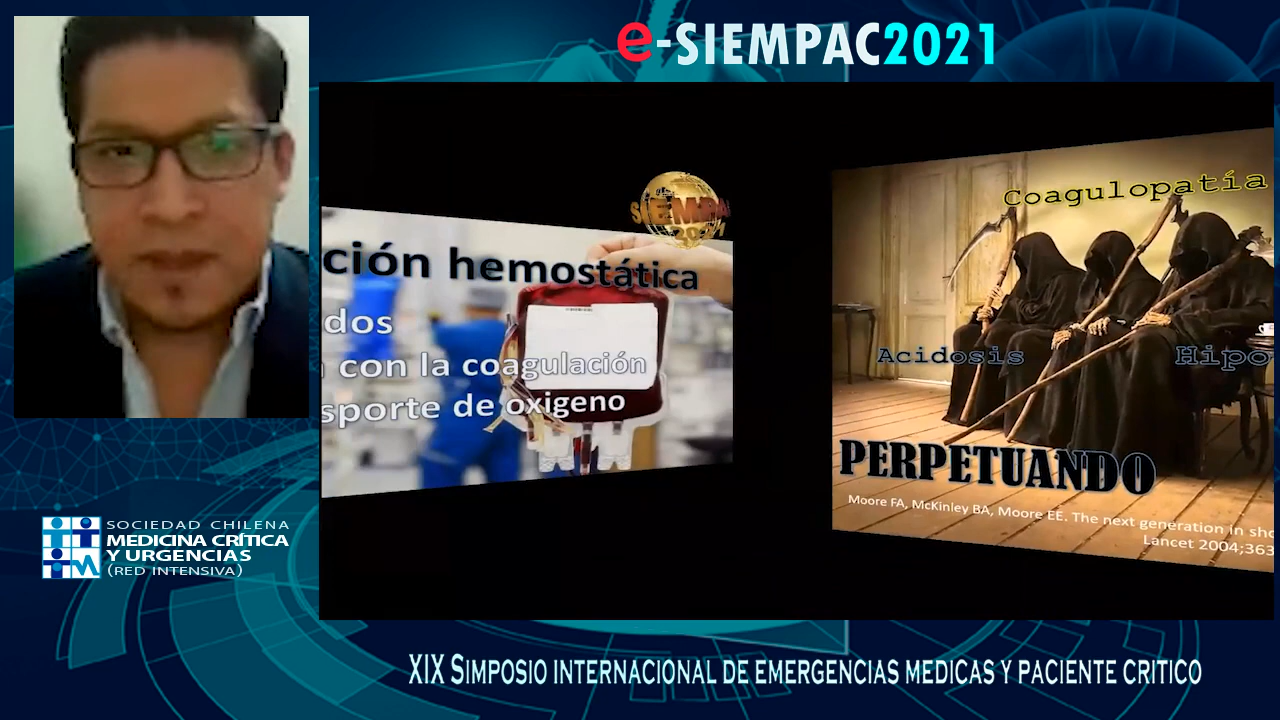 e-SIEMPAC2021
SIEMPA
2021
ción hemostática
dos
con la coagulación
sporte de oxigeno
Coagulopatía
Acidosis
Hipo
PERPETUANDO
Moore FA, McKinley BA, Moore EE. The next generation in sho
Lancet 2004;363
SOCIEDAD CHILENA
MEDICINA CRÍTICA
Y URGENCIAS
(RED INTENSIVA)
XIX SIMPOSIO INTERNACIONAL DE EMERGENCIAS MEDICAS Y PACIENTE CRITICO